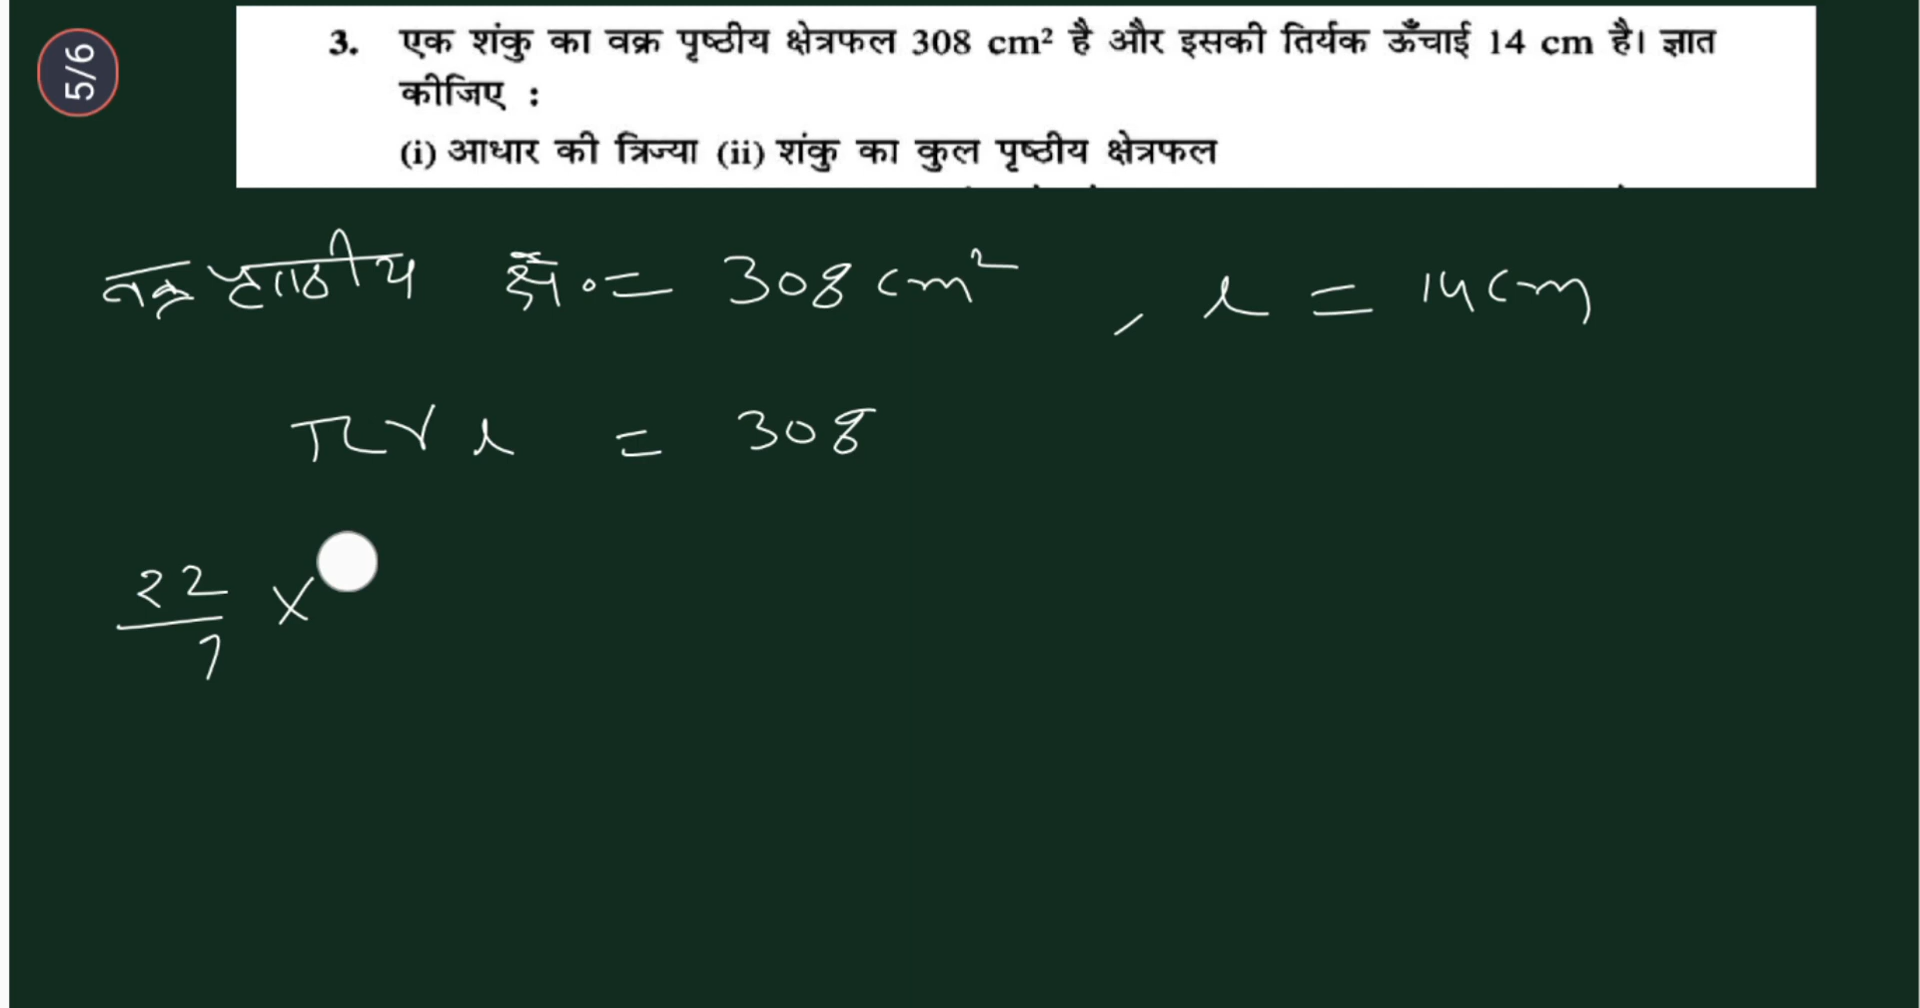 5/6
3. एक शंकु का वक्र पृष्ठीय क्षेत्रफल 308 cm² है और इसकी तिर्यक ऊँचाई 14 cm है। ज्ञात
कीजिए :
(i) आधार की त्रिज्या (ii) शंकु का कुल पृष्ठीय क्षेत्रफल
वक्र पृष्ठीय क्षे० = 308 cm² , l = 14 cm
πrl = 308
22/7 ×